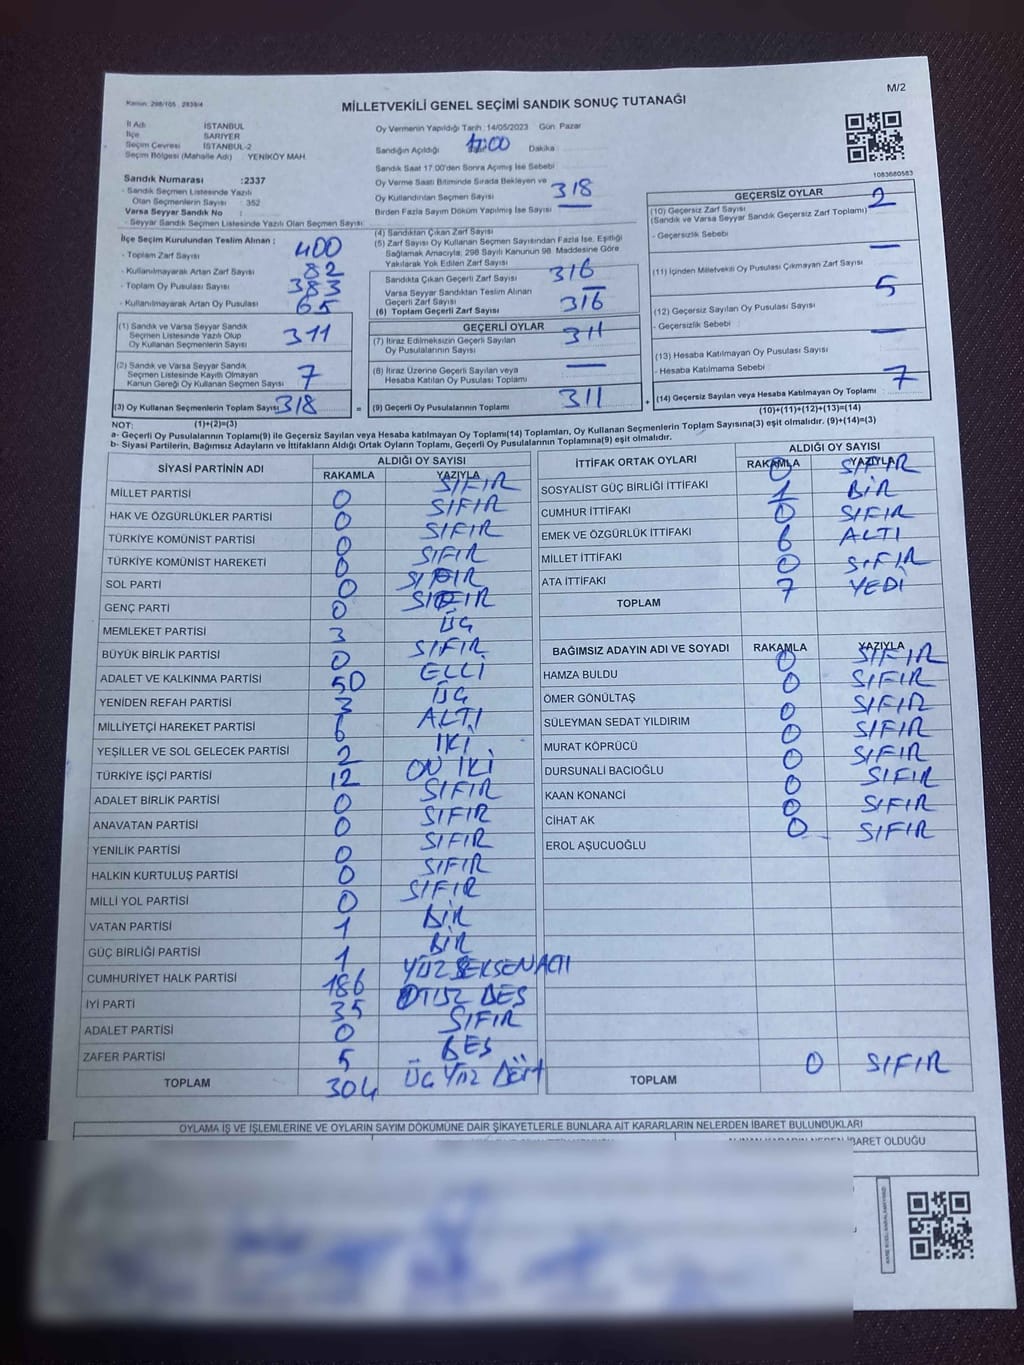 M/2
Kanun: 298/105 , 2839/4
MİLLETVEKİLİ GENEL SEÇİMİ SANDIK SONUÇ TUTANAĞI
İl Adı : İSTANBUL
İlçe : SARIYER
Seçim Çevresi : İSTANBUL-2
Seçim Bölgesi (Mahalle Adı) : YENİKÖY MAH.
Oy Vermenin Yapıldığı Tarih :14/05/2023 Gün: Pazar
Sandığın Açıldığı 17:00 Dakika
Sandık Saat 17.00'den Sonra Açımış İse Sebebi
Oy Verme Saati Bitiminde Sırada Bekleyen ve
Oy Kullandırılan Seçmen Sayısı 318
Birden Fazla Sayım Döküm Yapılmış İse Sayısı —
1083680583
Sandık Numarası :2337
- Sandık Seçmen Listesinde Yazılı
Olan Seçmenlerin Sayısı : 352
Varsa Seyyar Sandık No :
- Seyyar Sandık Seçmen Listesinde Yazılı Olan Seçmen Sayısı:
İlçe Seçim Kurulundan Teslim Alınan :
- Toplam Zarf Sayısı 400
- Kullanılmayarak Artan Zarf Sayısı 82
- Toplam Oy Pusulası Sayısı 383
- Kullanılmayarak Artan Oy Pusulası 65
(1) Sandık ve Varsa Seyyar Sandık
Seçmen Listesinde Yazılı Olup
Oy Kullanan Seçmenlerin Sayısı 311
(2) Sandık ve Varsa Seyyar Sandık
Seçmen Listesinde Kayıtlı Olmayan
Kanun Gereği Oy Kullanan Seçmen Sayısı 7
(3) Oy Kullanan Seçmenlerin Toplam Sayısı 318
(4) Sandıktan Çıkan Zarf Sayısı
(5) Zarf Sayısı Oy Kullanan Seçmen Sayısından Fazla İse, Eşitliği
Sağlamak Amacıyla; 298 Sayılı Kanunun 98. Maddesine Göre
Yakılarak Yok Edilen Zarf Sayısı
Sandıkta Çıkan Geçerli Zarf Sayısı 316
Varsa Seyyar Sandıktan Teslim Alınan
Geçerli Zarf Sayısı —
(6) Toplam Geçerli Zarf Sayısı 316
GEÇERLİ OYLAR
(7) İtiraz Edilmeksizin Geçerli Sayılan
Oy Pusulalarının Sayısı 311
(8) İtiraz Üzerine Geçerli Sayılan veya
Hesaba Katılan Oy Pusulası Toplamı —
= (9) Geçerli Oy Pusulalarının Toplamı 311
GEÇERSİZ OYLAR
(10) Geçersiz Zarf Sayısı 2
(Sandık ve Varsa Seyyar Sandık Geçersiz Zarf Toplamı)
- Geçersizlik Sebebi
(11) İçinden Milletvekili Oy Pusulası Çıkmayan Zarf Sayısı —
(12) Geçersiz Sayılan Oy Pusulası Sayısı 5
- Geçersizlik Sebebi :
(13) Hesaba Katılmayan Oy Pusulası Sayısı —
- Hesaba Katılmama Sebebi
+ (14) Geçersiz Sayılan veya Hesaba Katılmayan Oy Toplamı 7
NOT: (1)+(2)=(3) (10)+(11)+(12)+(13)=(14)
a- Geçerli Oy Pusulalarının Toplamı(9) ile Geçersiz Sayılan veya Hesaba katılmayan Oy Toplamı(14) Toplamları, Oy Kullanan Seçmenlerin Toplam Sayısına(3) eşit olmalıdır. (9)+(14)=(3)
b- Siyasi Partilerin, Bağımsız Adayların ve İttifakların Aldığı Ortak Oyların Toplamı, Geçerli Oy Pusulalarının Toplamına(9) eşit olmalıdır.
SİYASİ PARTİNİN ADI ALDIĞI OY SAYISI
RAKAMLA YAZIYLA
MİLLET PARTİSİ 0 SIFIR
HAK VE ÖZGÜRLÜKLER PARTİSİ 0 SIFIR
TÜRKİYE KOMÜNİST PARTİSİ 0 SIFIR
TÜRKİYE KOMÜNİST HAREKETİ 0 SIFIR
SOL PARTİ 0 SIFIR
GENÇ PARTİ 0 SIFIR
MEMLEKET PARTİSİ 3 ÜÇ
BÜYÜK BİRLİK PARTİSİ 0 SIFIR
ADALET VE KALKINMA PARTİSİ 50 ELLİ
YENİDEN REFAH PARTİSİ 3 ÜÇ
MİLLİYETÇİ HAREKET PARTİSİ 6 ALTI
YEŞİLLER VE SOL GELECEK PARTİSİ 2 İKİ
TÜRKİYE İŞÇİ PARTİSİ 12 ON İKİ
ADALET BİRLİK PARTİSİ 0 SIFIR
ANAVATAN PARTİSİ 0 SIFIR
YENİLİK PARTİSİ 0 SIFIR
HALKIN KURTULUŞ PARTİSİ 0 SIFIR
MİLLİ YOL PARTİSİ 0 SIFIR
VATAN PARTİSİ 1 BİR
GÜÇ BİRLİĞİ PARTİSİ 1 BİR
CUMHURİYET HALK PARTİSİ 186 YÜZ SEKSEN ALTI
İYİ PARTİ 35 OTUZ BEŞ
ADALET PARTİSİ 0 SIFIR
ZAFER PARTİSİ 5 BEŞ
TOPLAM 304 ÜÇ YÜZ DÖRT
İTTİFAK ORTAK OYLARI ALDIĞI OY SAYISI
RAKAMLA YAZIYLA
SOSYALİST GÜÇ BİRLİĞİ İTTİFAKI 0 SIFIR
CUMHUR İTTİFAKI 1 BİR
EMEK VE ÖZGÜRLÜK İTTİFAKI 0 SIFIR
MİLLET İTTİFAKI 6 ALTI
ATA İTTİFAKI 0 SIFIR
TOPLAM 7 YEDİ
BAĞIMSIZ ADAYIN ADI VE SOYADI RAKAMLA YAZIYLA
HAMZA BULDU 0 SIFIR
ÖMER GÖNÜLTAŞ 0 SIFIR
SÜLEYMAN SEDAT YILDIRIM 0 SIFIR
MURAT KÖPRÜCÜ 0 SIFIR
DURSUNALİ BACIOĞLU 0 SIFIR
KAAN KONANCİ 0 SIFIR
CİHAT AK 0 SIFIR
EROL AŞUCUOĞLU 0 SIFIR
TOPLAM 0 SIFIR
OYLAMA İŞ VE İŞLEMLERİNE VE OYLARIN SAYIM DÖKÜMÜNE DAİR ŞİKAYETLERLE BUNLARA AİT KARARLARIN NELERDEN İBARET BULUNDUKLARI
İBARET OLDUĞU